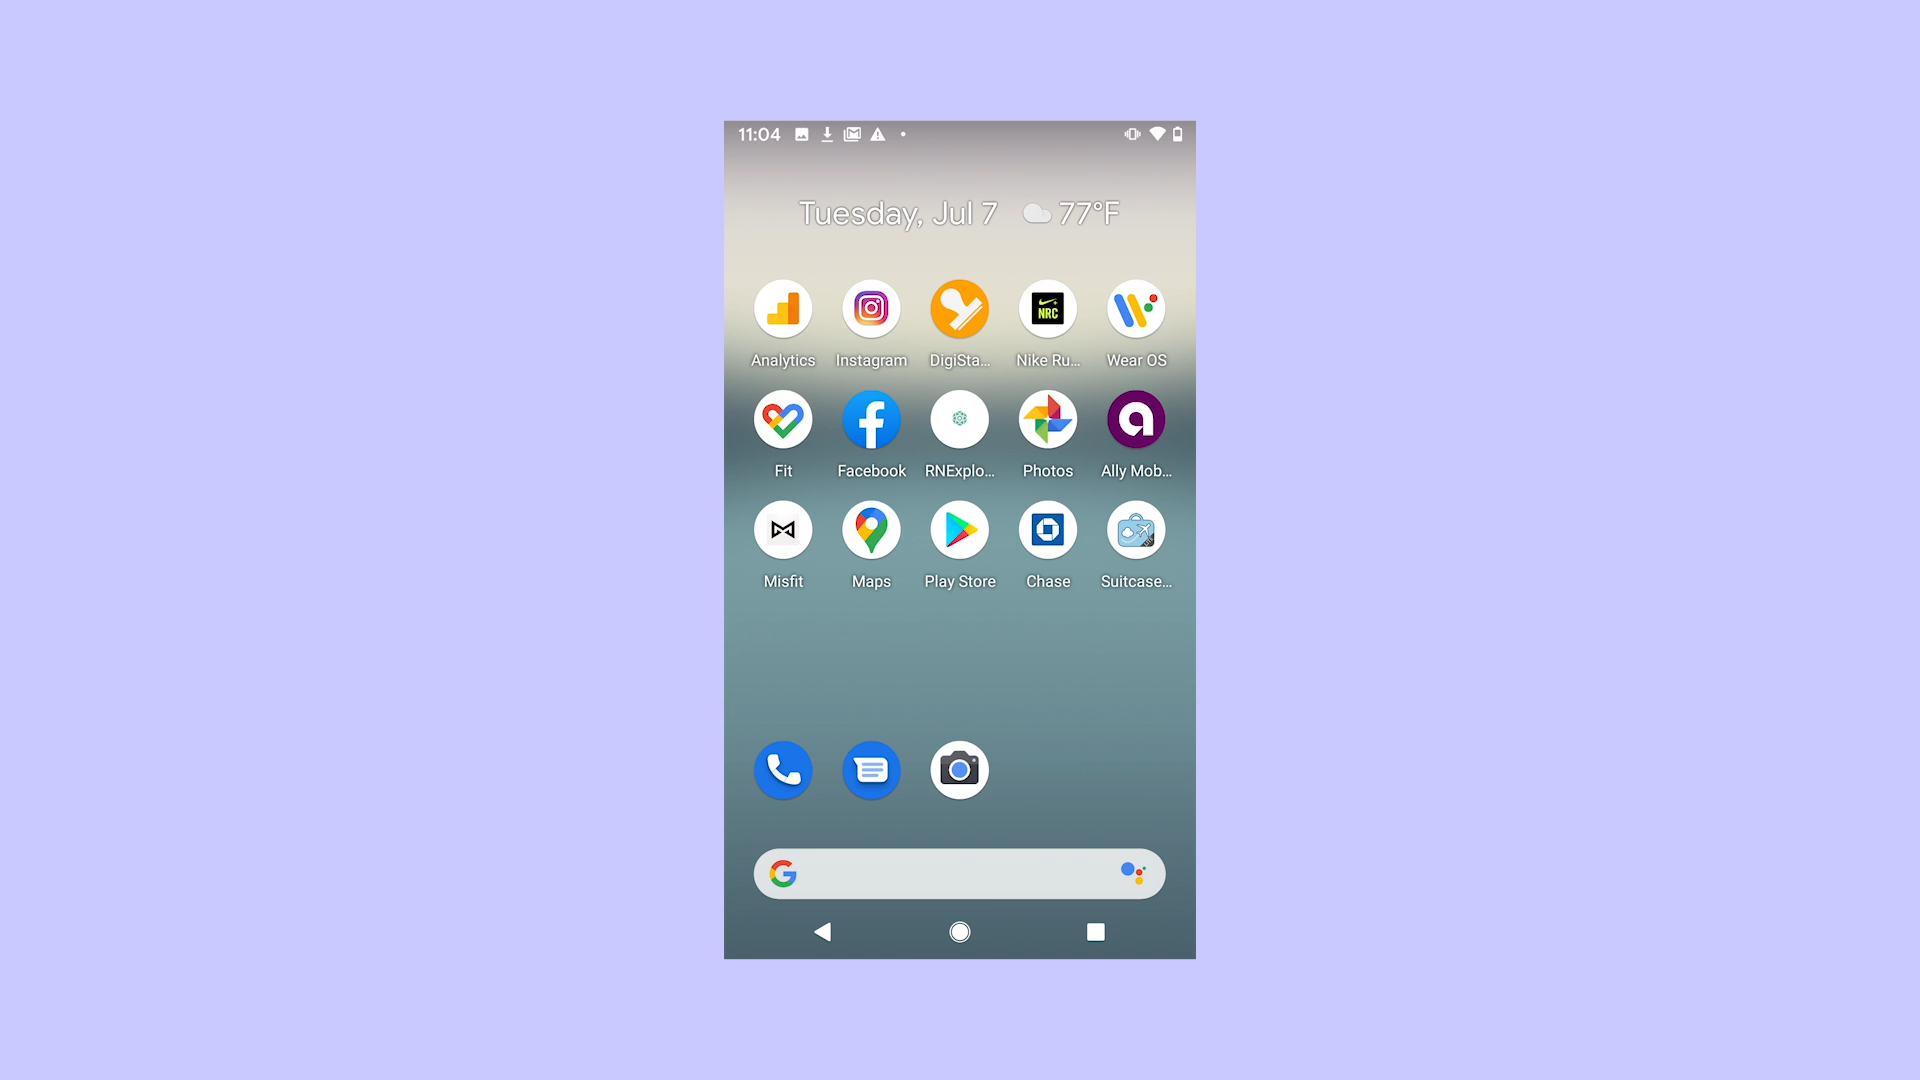 11:04
Tuesday, Jul 7 77°F
NRC
Analytics Instagram DigiSta... Nike Ru... Wear OS
Fit Facebook RNExplo... Photos Ally Mob...
Misfit Maps Play Store Chase Suitcase...